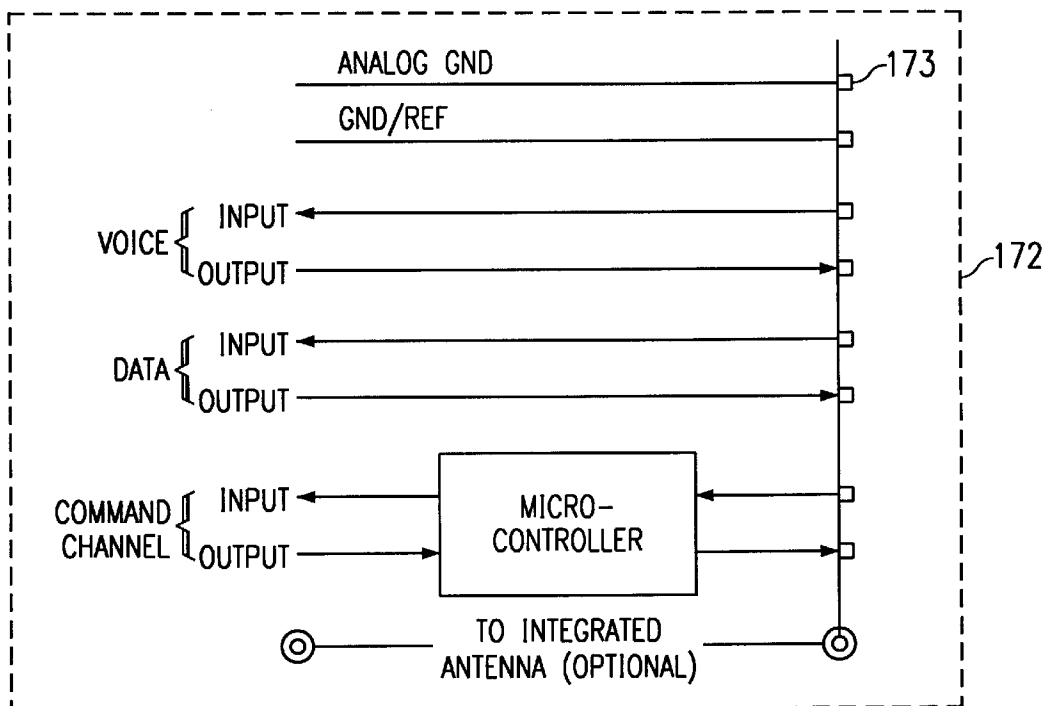 ANALOG GND
173
GND/REF
VOICE
INPUT
OUTPUT
172
DATA
INPUT
OUTPUT
COMMAND
CHANNEL
INPUT
OUTPUT
MICRO-
CONTROLLER
TO INTEGRATED
ANTENNA (OPTIONAL)